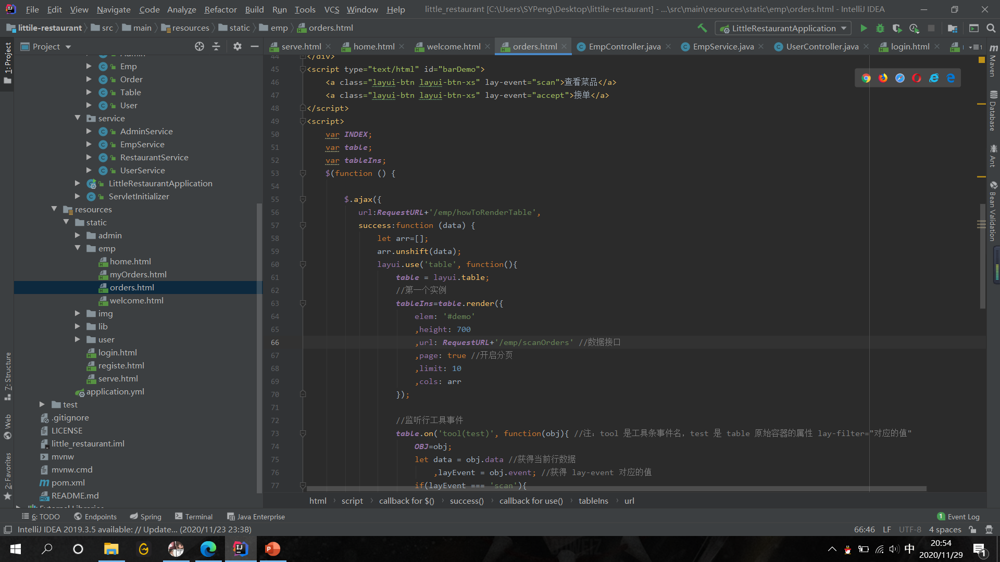 File Edit View Navigate Code Analyze Refactor Build Run Tools VCS Window Help little_restaurant [C:\Users\SYPeng\Desktop\littile-restaurant] - ...\src\main\resources\static\emp\orders.html - IntelliJ IDEA
littile-restaurant src main resources static emp orders.html LittleRestaurantApplication
Project
serve.html home.html welcome.html orders.html EmpController.java EmpService.java UserController.java login.html
1: Project
7: Structure
Web
2: Favorites
Admin
Emp
Order
Table
User
service
AdminService
EmpService
RestaurantService
UserService
LittleRestaurantApplication
ServletInitializer
resources
static
admin
emp
home.html
myOrders.html
orders.html
welcome.html
img
lib
user
login.html
registe.html
serve.html
application.yml
test
.gitignore
LICENSE
little_restaurant.iml
mvnw
mvnw.cmd
pom.xml
README.md
External Libraries
44 </div>
45 <script type="text/html" id="barDemo">
46 <a class="layui-btn layui-btn-xs" lay-event="scan">查看菜品</a>
47 <a class="layui-btn layui-btn-xs" lay-event="accept">接单</a>
48 </script>
49 <script>
50 var INDEX;
51 var table;
52 var tableIns;
53 $(function () {
54
55 $.ajax({
56 url:RequestURL+'/emp/howToRenderTable',
57 success:function (data) {
58 let arr=[];
59 arr.unshift(data);
60 layui.use('table', function(){
61 table = layui.table;
62 //第一个实例
63 tableIns=table.render({
64 elem: '#demo'
65 ,height: 700
66 ,url: RequestURL+'/emp/scanOrders' //数据接口
67 ,page: true //开启分页
68 ,limit: 10
69 ,cols: arr
70 });
71
72 //监听行工具事件
73 table.on('tool(test)', function(obj){ //注：tool 是工具条事件名，test 是 table 原始容器的属性 lay-filter="对应的值"
74 OBJ=obj;
75 let data = obj.data //获得当前行数据
76 ,layEvent = obj.event; //获得 lay-event 对应的值
77 if(layEvent === 'scan'){
html script callback for $() success() callback for use() tableIns url
Maven
Database
Ant
Bean Validation
6: TODO Endpoints Spring Terminal Java Enterprise 1 Event Log
IntelliJ IDEA 2019.3.5 available: // Update... (2020/11/23 23:38) 66:46 LF UTF-8 4 spaces
中 20:54
2020/11/29 1